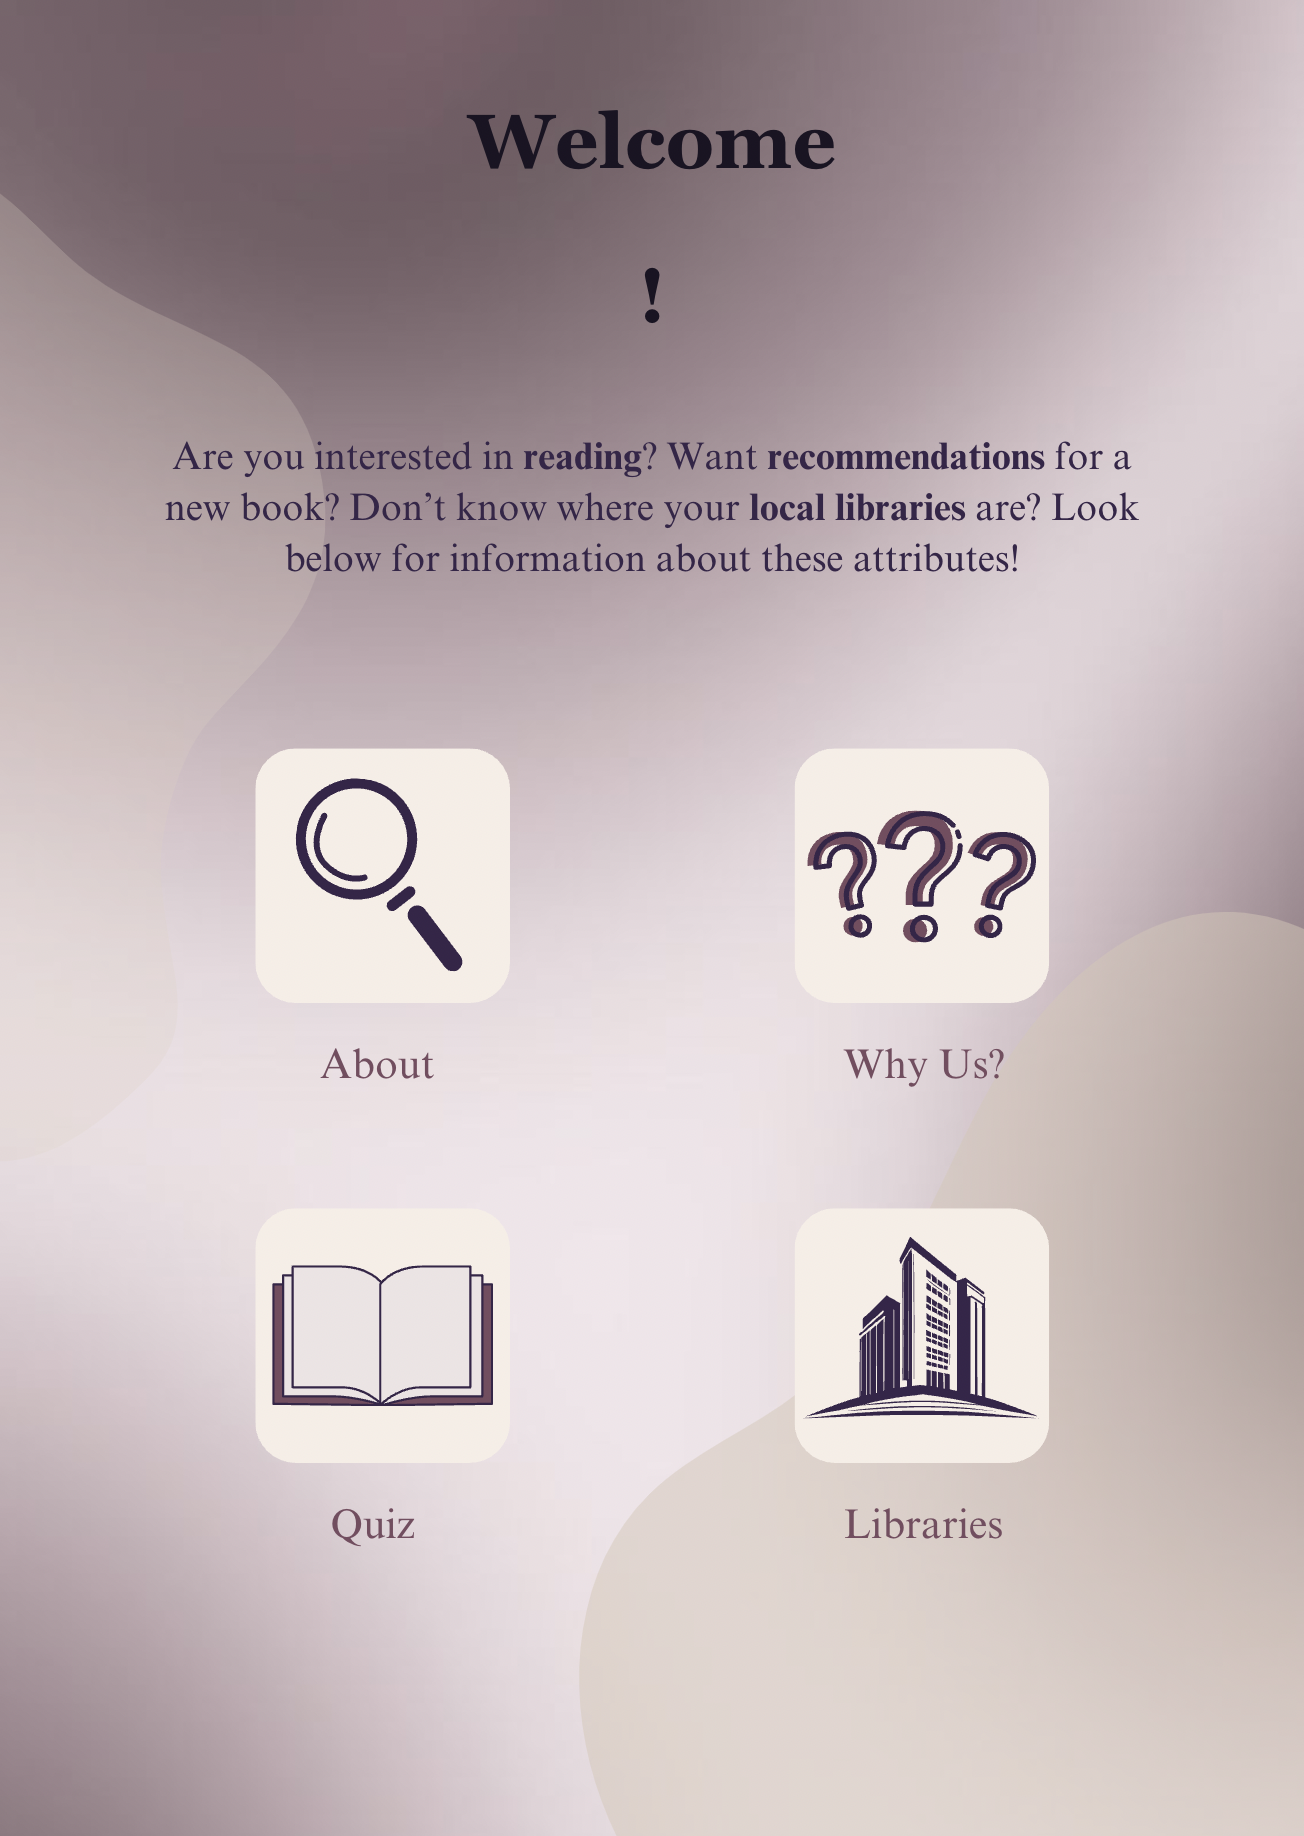 Welcome
!
Are you interested in reading? Want recommendations for a
new book? Don’t know where your local libraries are? Look
below for information about these attributes!
About
Why Us?
Quiz
Libraries